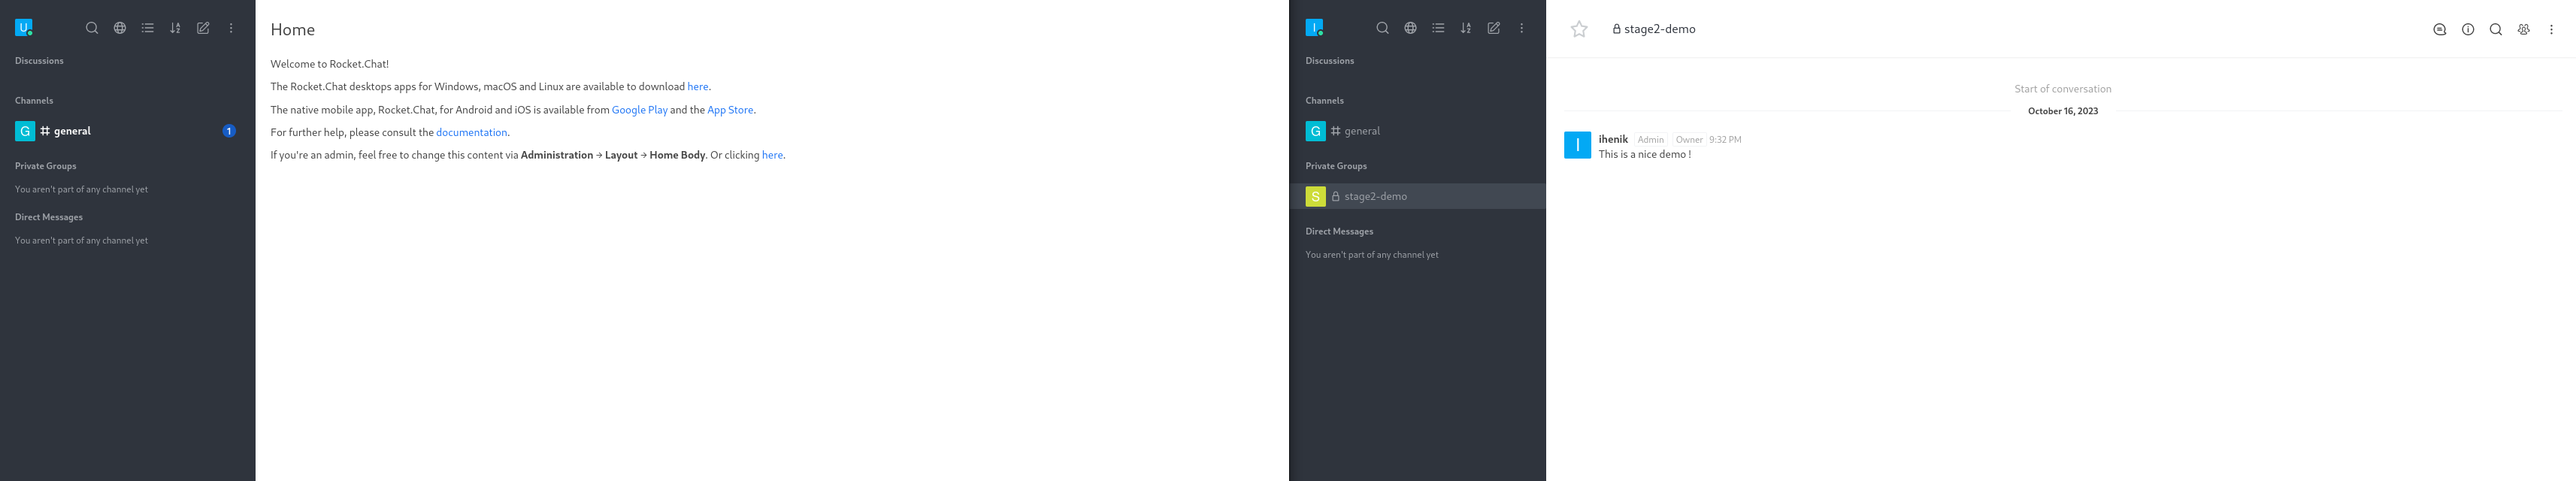 U
Discussions
Channels
G general 1
Private Groups
You aren't part of any channel yet
Direct Messages
You aren't part of any channel yet
Home
Welcome to Rocket.Chat!
The Rocket.Chat desktops apps for Windows, macOS and Linux are available to download here.
The native mobile app, Rocket.Chat, for Android and iOS is available from Google Play and the App Store.
For further help, please consult the documentation.
If you're an admin, feel free to change this content via Administration → Layout → Home Body. Or clicking here.
I
Discussions
Channels
G general
Private Groups
S stage2-demo
Direct Messages
You aren't part of any channel yet
stage2-demo
Start of conversation
October 16, 2023
I ihenik Admin Owner 9:32 PM
This is a nice demo !